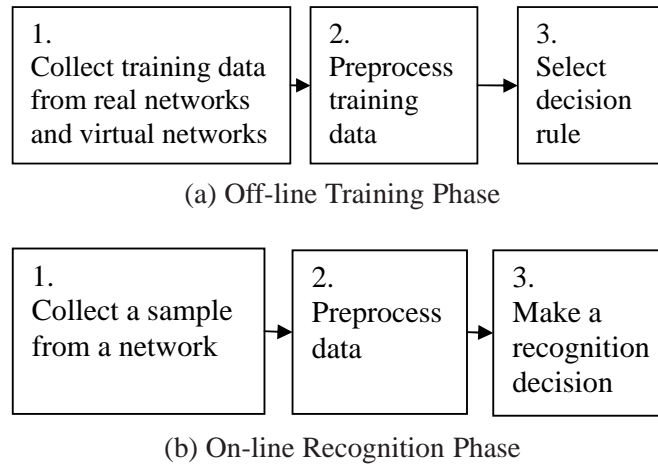 1.
Collect training data
from real networks
and virtual networks
2.
Preprocess
training
data
3.
Select
decision
rule
(a) Off-line Training Phase
1.
Collect a sample
from a network
2.
Preprocess
data
3.
Make a
recognition
decision
(b) On-line Recognition Phase